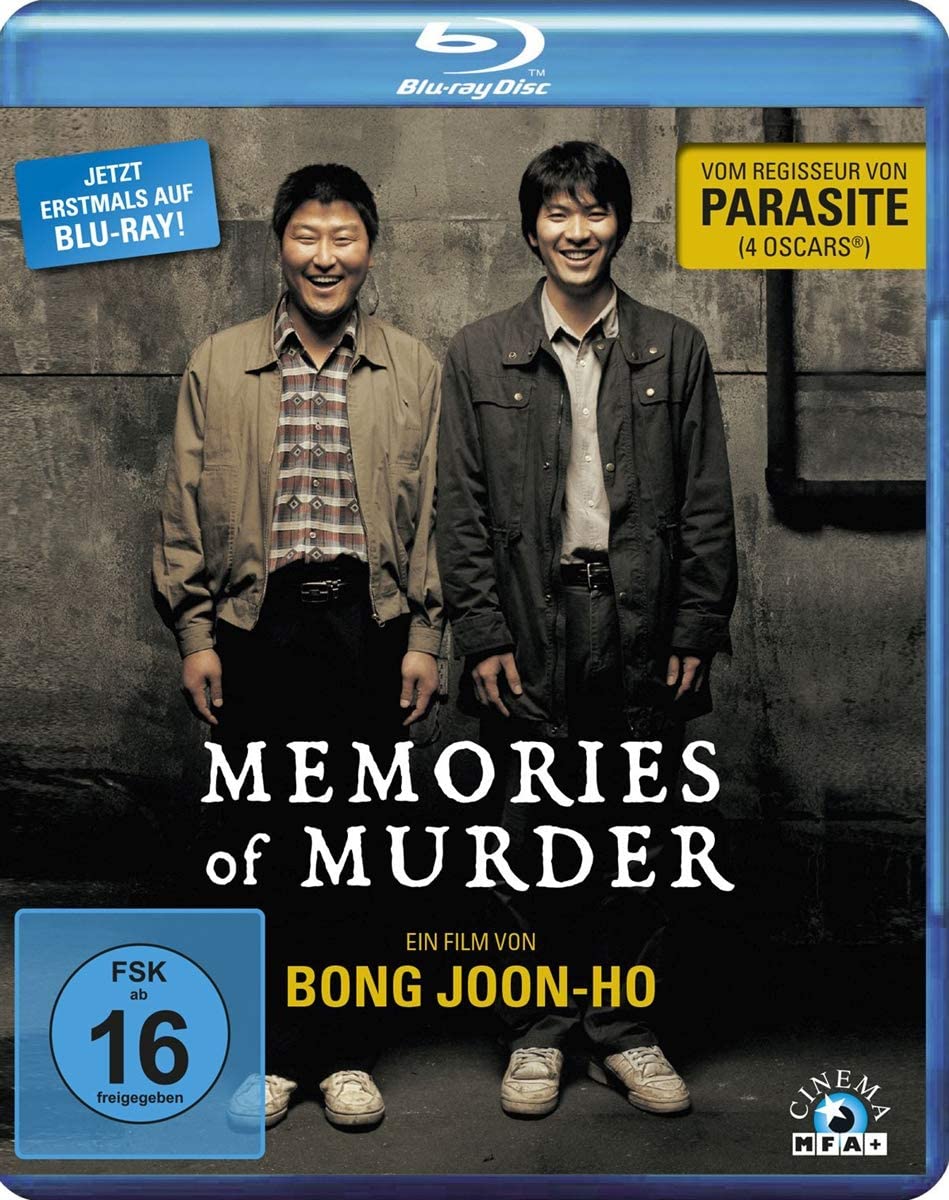 Blu-ray Disc™
JETZT
ERSTMALS AUF
BLU-RAY!
VOM REGISSEUR VON
PARASITE
(4 OSCARS®)
MEMORIES
of MURDER
EIN FILM VON
BONG JOON-HO
FSK
ab
16
freigegeben
CINEMA
MFA+